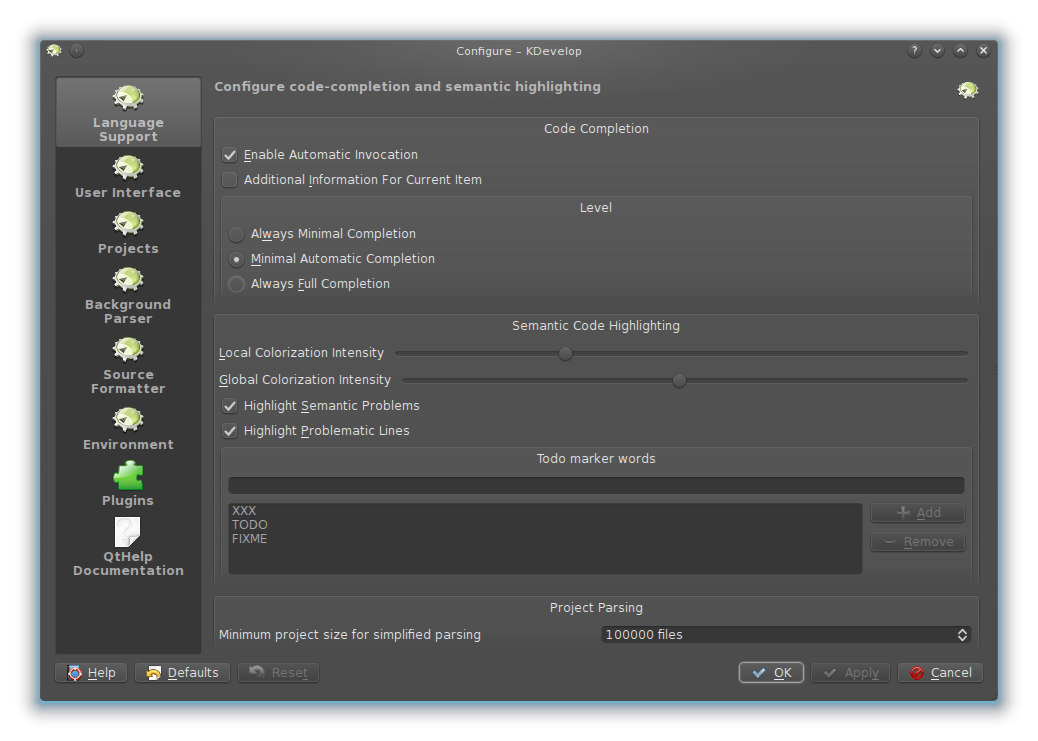 Configure – KDevelop
Language
Support
User Interface
Projects
Background
Parser
Source
Formatter
Environment
Plugins
QtHelp
Documentation
Configure code-completion and semantic highlighting
Code Completion
Enable Automatic Invocation
Additional Information For Current Item
Level
Always Minimal Completion
Minimal Automatic Completion
Always Full Completion
Semantic Code Highlighting
Local Colorization Intensity
Global Colorization Intensity
Highlight Semantic Problems
Highlight Problematic Lines
Todo marker words
XXX
TODO
FIXME
Add
Remove
Project Parsing
Minimum project size for simplified parsing 100000 files
Help Defaults Reset OK Apply Cancel